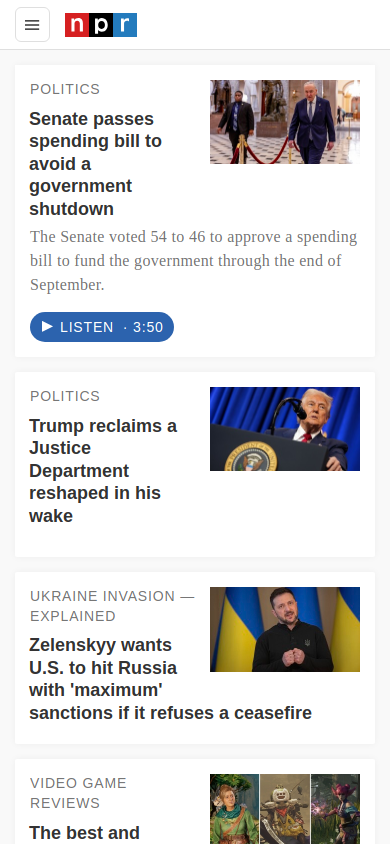 npr
POLITICS
Senate passes
spending bill to
avoid a
government
shutdown
The Senate voted 54 to 46 to approve a spending
bill to fund the government through the end of
September.
LISTEN · 3:50
POLITICS
Trump reclaims a
Justice
Department
reshaped in his
wake
UKRAINE INVASION —
EXPLAINED
Zelenskyy wants
U.S. to hit Russia
with 'maximum'
sanctions if it refuses a ceasefire
VIDEO GAME
REVIEWS
The best and